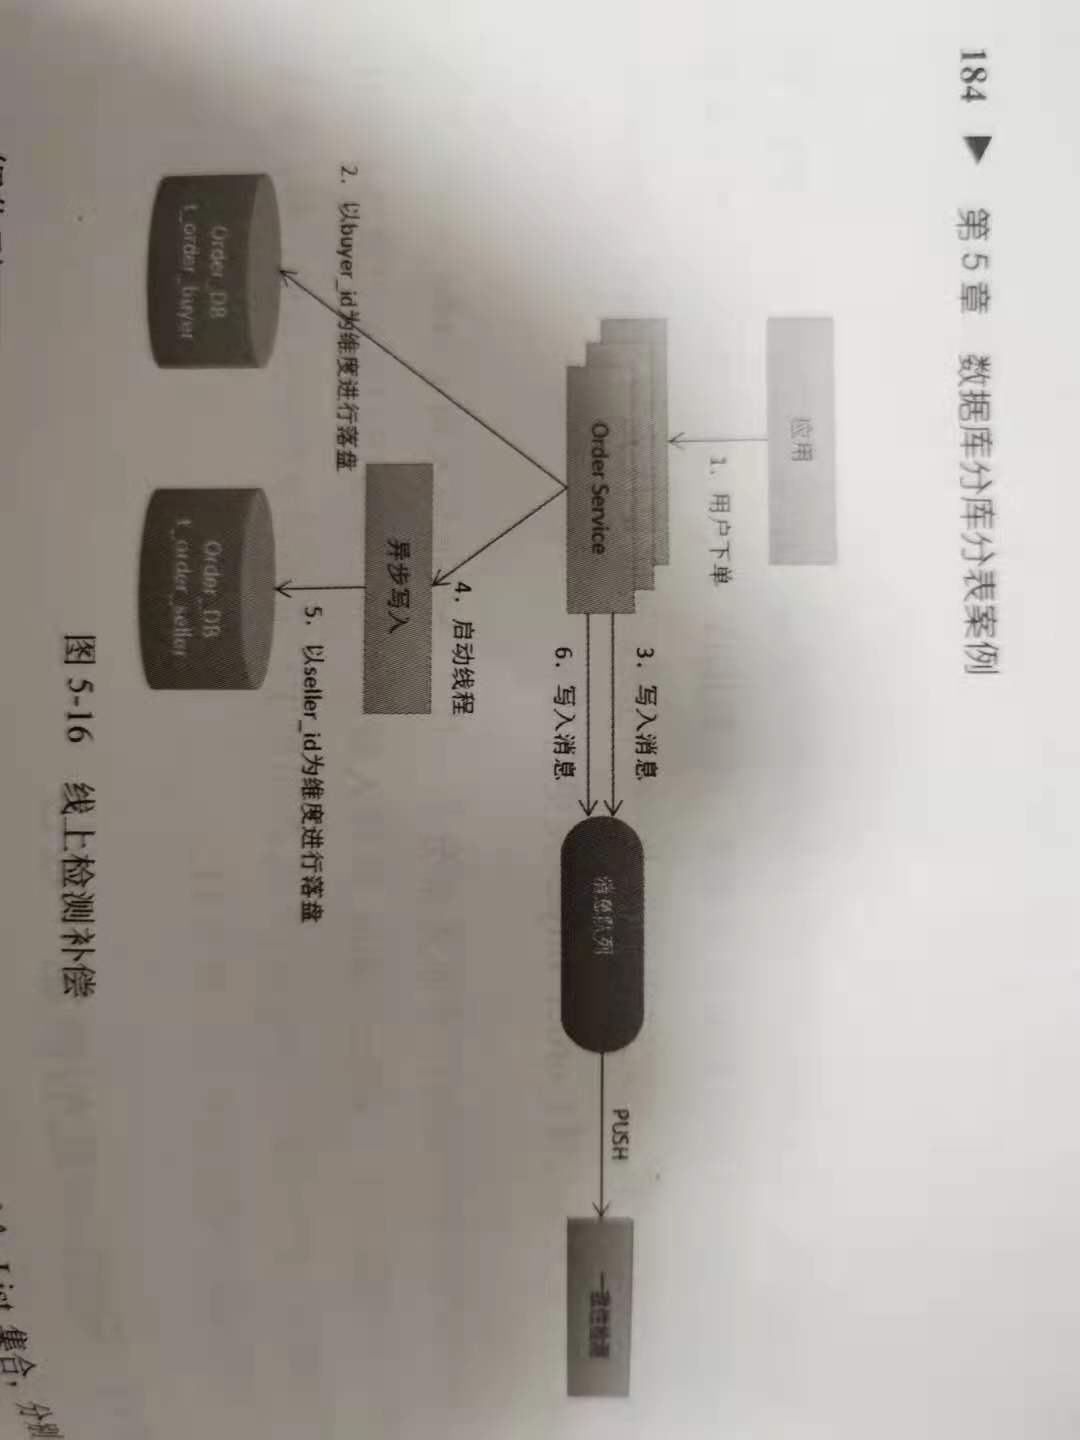 184 ▶ 第 5 章 数据库分库分表案例
应用
1. 用户下单
3. 写入消息
Order Service
消息队列
PUSH
一致性检测
6. 写入消息
4. 启动线程
异步写入
2. 以buyer_id为维度进行落盘
5. 以seller_id为维度进行落盘
Order_DB
t_order_buyer
Order_DB
t_order_seller
图 5-16 线上检测补偿
List 集合，分别